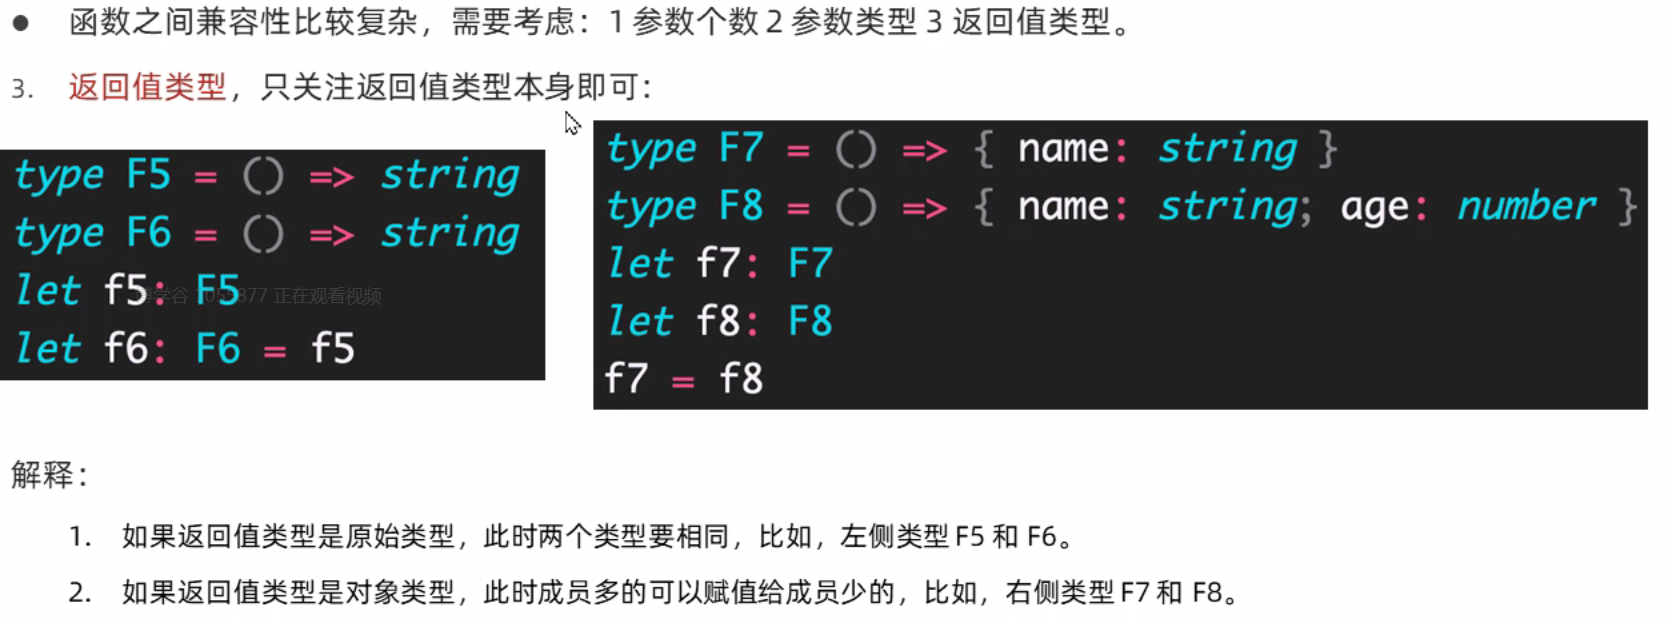 ● 函数之间兼容性比较复杂，需要考虑：1 参数个数 2 参数类型 3 返回值类型。
3. 返回值类型，只关注返回值类型本身即可：
type F5 = () => string
type F6 = () => string
let f5: F5
let f6: F6 = f5
正在观看视频
type F7 = () => { name: string }
type F8 = () => { name: string; age: number }
let f7: F7
let f8: F8
f7 = f8
解释：
1. 如果返回值类型是原始类型，此时两个类型要相同，比如，左侧类型 F5 和 F6。
2. 如果返回值类型是对象类型，此时成员多的可以赋值给成员少的，比如，右侧类型 F7 和 F8。